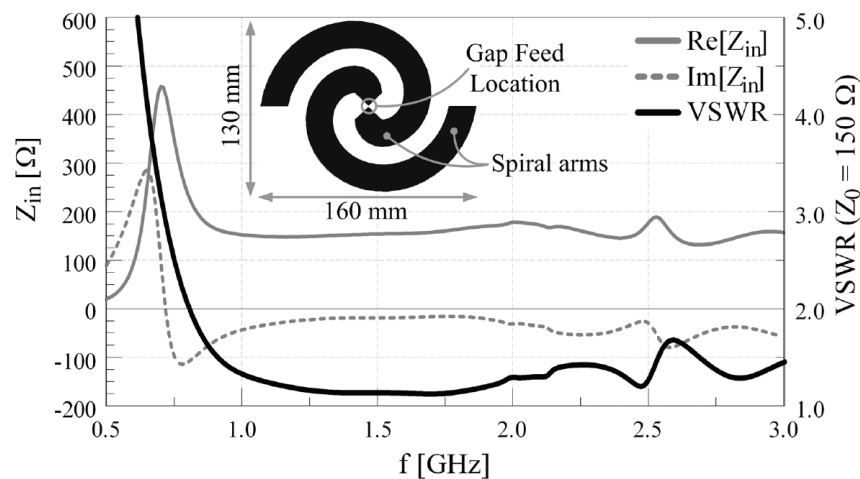 600
500
400
300
200
100
0
-100
-200
Z_in [Ω]
130 mm
160 mm
Gap Feed
Location
Spiral arms
Re[Z_in]
Im[Z_in]
VSWR
5.0
4.0
3.0
2.0
1.0
VSWR (Z_0 = 150 Ω)
0.5
1.0
1.5
2.0
2.5
3.0
f [GHz]